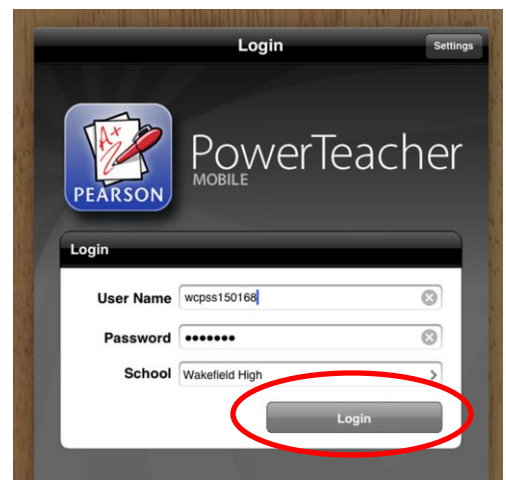 Login
Settings
A+
PEARSON
PowerTeacher
MOBILE
Login
User Name wcpss150168
Password •••••••
School Wakefield High
Login